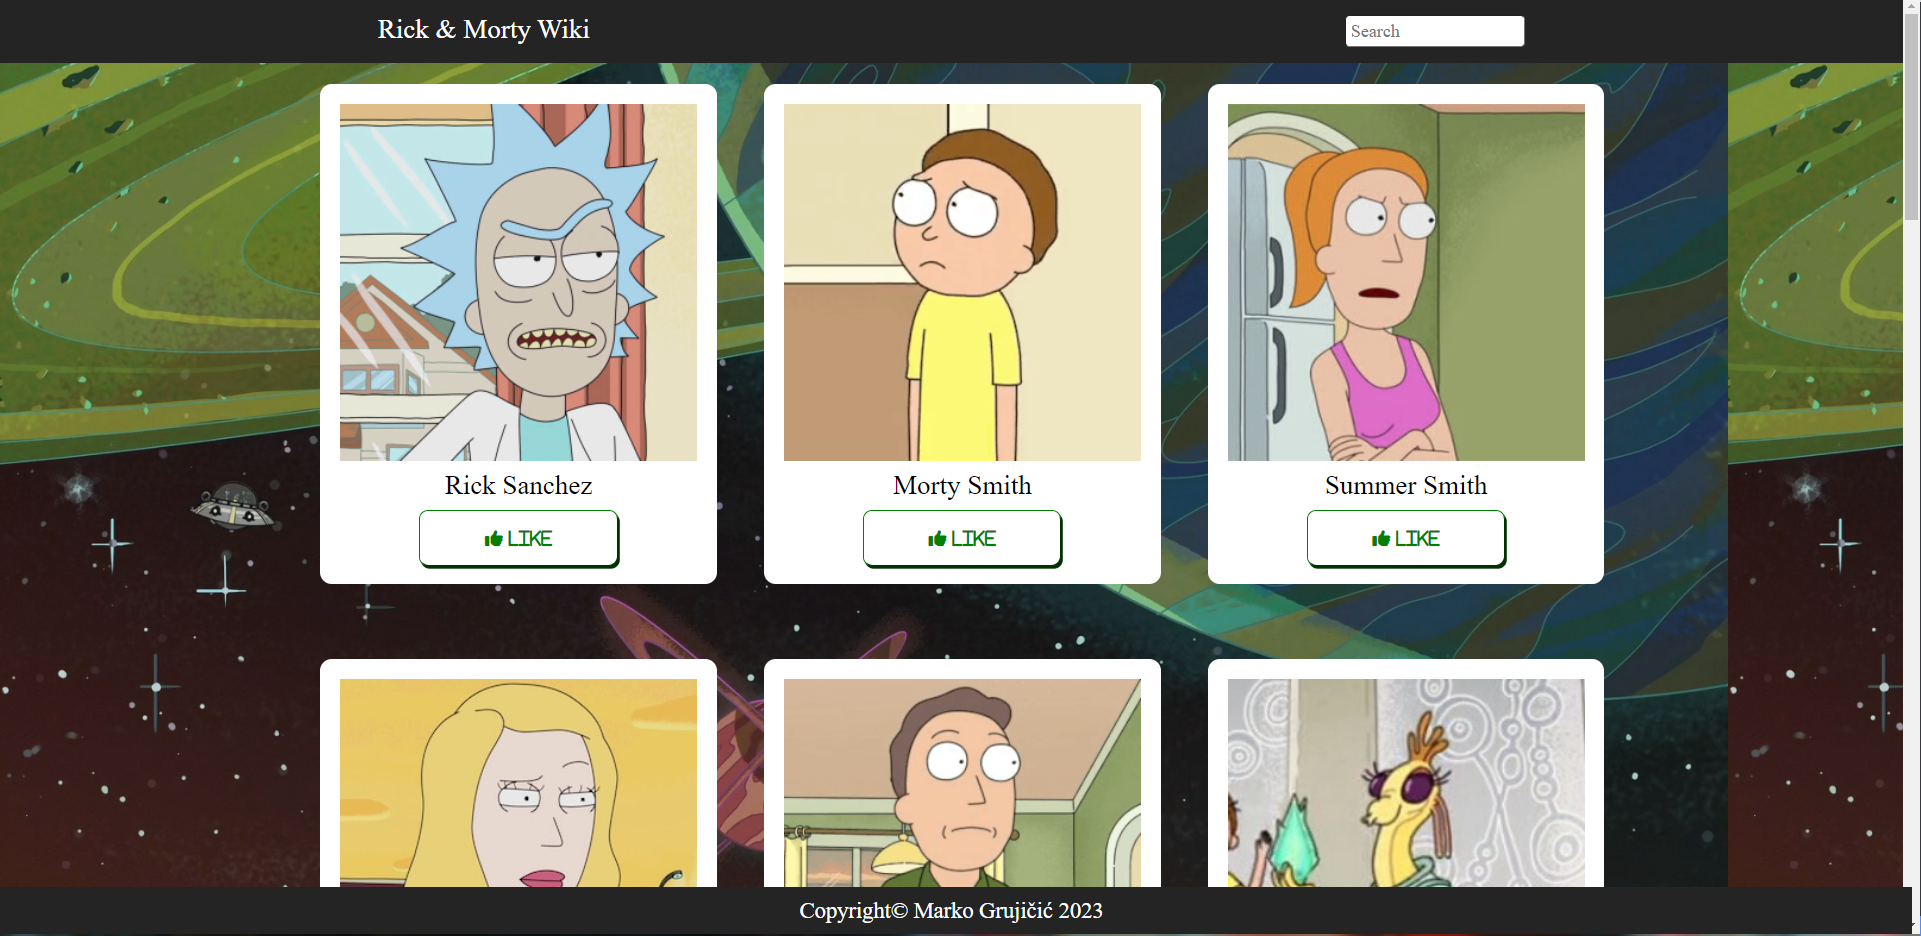 Rick & Morty Wiki
Search
Rick Sanchez
Morty Smith
Summer Smith
LIKE
LIKE
LIKE
Copyright© Marko Grujičić 2023